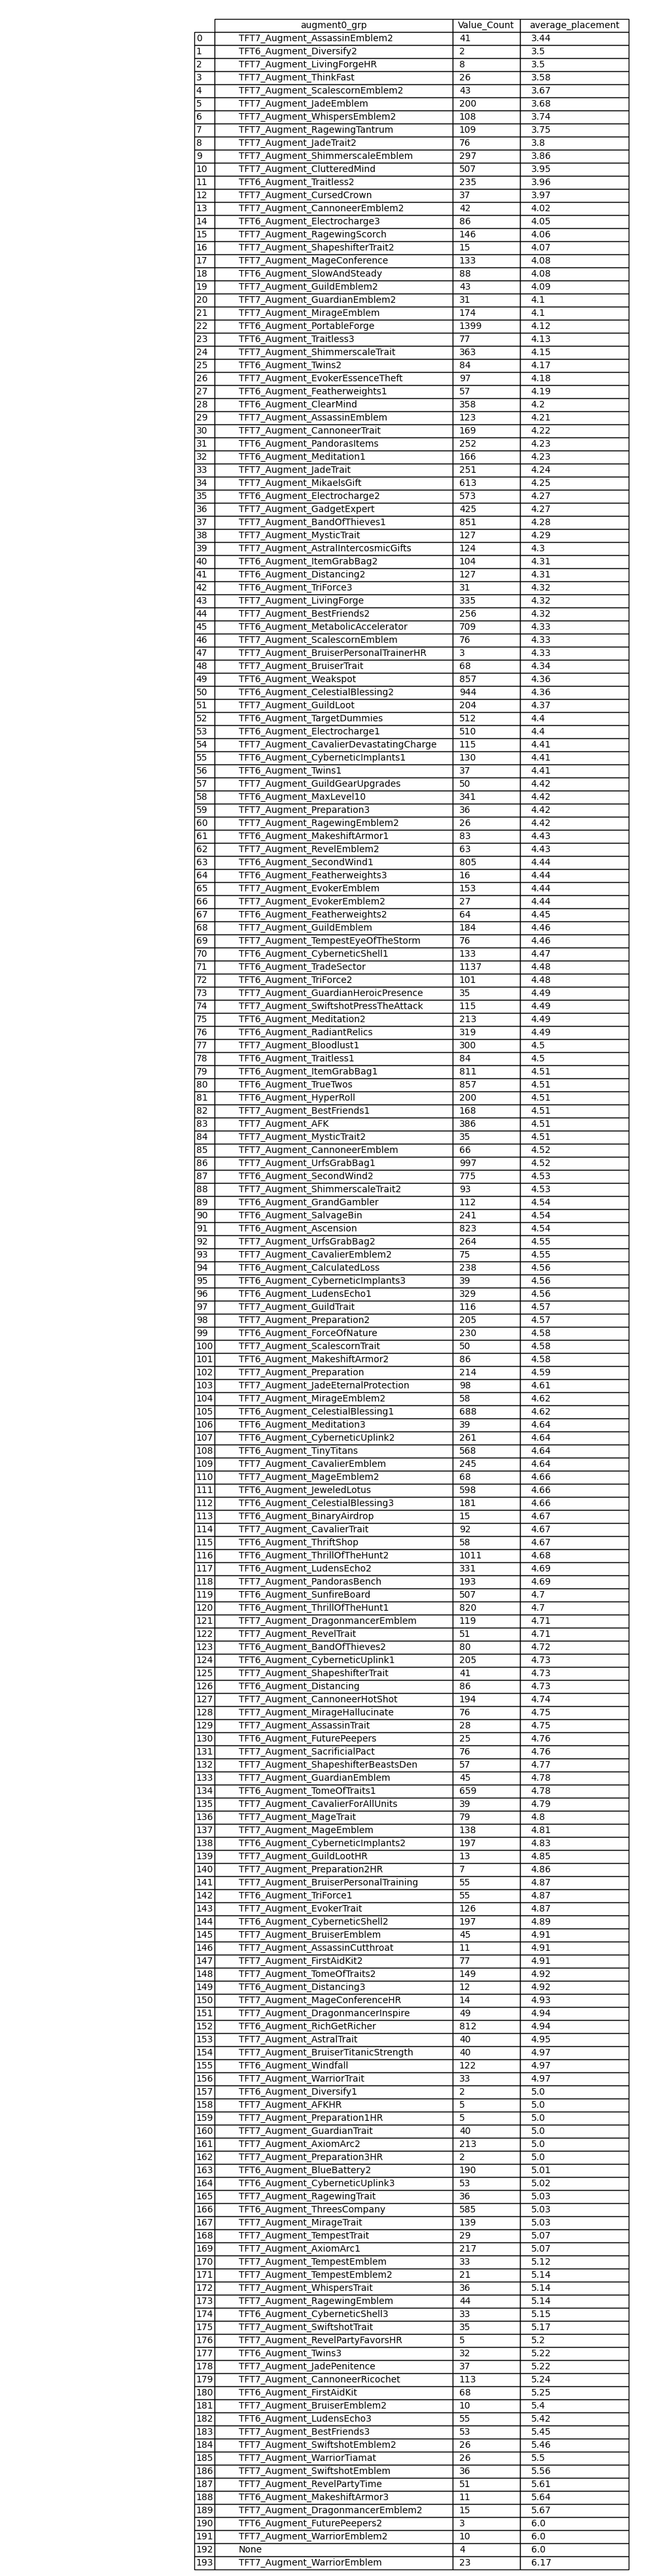 augment0_grp Value_Count average_placement
0 TFT7_Augment_AssassinEmblem2 41 3.44
1 TFT6_Augment_Diversify2 2 3.5
2 TFT7_Augment_LivingForgeHR 8 3.5
3 TFT7_Augment_ThinkFast 26 3.58
4 TFT7_Augment_ScalescornEmblem2 43 3.67
5 TFT7_Augment_JadeEmblem 200 3.68
6 TFT7_Augment_WhispersEmblem2 108 3.74
7 TFT7_Augment_RagewingTantrum 109 3.75
8 TFT7_Augment_JadeTrait2 76 3.8
9 TFT7_Augment_ShimmerscaleEmblem 297 3.86
10 TFT7_Augment_ClutteredMind 507 3.95
11 TFT6_Augment_Traitless2 235 3.96
12 TFT7_Augment_CursedCrown 37 3.97
13 TFT7_Augment_CannoneerEmblem2 42 4.02
14 TFT6_Augment_Electrocharge3 86 4.05
15 TFT7_Augment_RagewingScorch 146 4.06
16 TFT7_Augment_ShapeshifterTrait2 15 4.07
17 TFT7_Augment_MageConference 133 4.08
18 TFT6_Augment_SlowAndSteady 88 4.08
19 TFT7_Augment_GuildEmblem2 43 4.09
20 TFT7_Augment_GuardianEmblem2 31 4.1
21 TFT7_Augment_MirageEmblem 174 4.1
22 TFT6_Augment_PortableForge 1399 4.12
23 TFT6_Augment_Traitless3 77 4.13
24 TFT7_Augment_ShimmerscaleTrait 363 4.15
25 TFT6_Augment_Twins2 84 4.17
26 TFT7_Augment_EvokerEssenceTheft 97 4.18
27 TFT6_Augment_Featherweights1 57 4.19
28 TFT6_Augment_ClearMind 358 4.2
29 TFT7_Augment_AssassinEmblem 123 4.21
30 TFT7_Augment_CannoneerTrait 169 4.22
31 TFT6_Augment_PandorasItems 252 4.23
32 TFT6_Augment_Meditation1 166 4.23
33 TFT7_Augment_JadeTrait 251 4.24
34 TFT7_Augment_MikaelsGift 613 4.25
35 TFT6_Augment_Electrocharge2 573 4.27
36 TFT7_Augment_GadgetExpert 425 4.27
37 TFT7_Augment_BandOfThieves1 851 4.28
38 TFT7_Augment_MysticTrait 127 4.29
39 TFT7_Augment_AstralIntercosmicGifts 124 4.3
40 TFT6_Augment_ItemGrabBag2 104 4.31
41 TFT6_Augment_Distancing2 127 4.31
42 TFT6_Augment_TriForce3 31 4.32
43 TFT7_Augment_LivingForge 335 4.32
44 TFT7_Augment_BestFriends2 256 4.32
45 TFT6_Augment_MetabolicAccelerator 709 4.33
46 TFT7_Augment_ScalescornEmblem 76 4.33
47 TFT7_Augment_BruiserPersonalTrainerHR 3 4.33
48 TFT7_Augment_BruiserTrait 68 4.34
49 TFT6_Augment_Weakspot 857 4.36
50 TFT6_Augment_CelestialBlessing2 944 4.36
51 TFT7_Augment_GuildLoot 204 4.37
52 TFT6_Augment_TargetDummies 512 4.4
53 TFT6_Augment_Electrocharge1 510 4.4
54 TFT7_Augment_CavalierDevastatingCharge 115 4.41
55 TFT6_Augment_CyberneticImplants1 130 4.41
56 TFT6_Augment_Twins1 37 4.41
57 TFT7_Augment_GuildGearUpgrades 50 4.42
58 TFT6_Augment_MaxLevel10 341 4.42
59 TFT7_Augment_Preparation3 36 4.42
60 TFT7_Augment_RagewingEmblem2 26 4.42
61 TFT6_Augment_MakeshiftArmor1 83 4.43
62 TFT7_Augment_RevelEmblem2 63 4.43
63 TFT6_Augment_SecondWind1 805 4.44
64 TFT6_Augment_Featherweights3 16 4.44
65 TFT7_Augment_EvokerEmblem 153 4.44
66 TFT7_Augment_EvokerEmblem2 27 4.44
67 TFT6_Augment_Featherweights2 64 4.45
68 TFT7_Augment_GuildEmblem 184 4.46
69 TFT7_Augment_TempestEyeOfTheStorm 76 4.46
70 TFT6_Augment_CyberneticShell1 133 4.47
71 TFT6_Augment_TradeSector 1137 4.48
72 TFT6_Augment_TriForce2 101 4.48
73 TFT7_Augment_GuardianHeroicPresence 35 4.49
74 TFT7_Augment_SwiftshotPressTheAttack 115 4.49
75 TFT6_Augment_Meditation2 213 4.49
76 TFT6_Augment_RadiantRelics 319 4.49
77 TFT7_Augment_Bloodlust1 300 4.5
78 TFT6_Augment_Traitless1 84 4.5
79 TFT6_Augment_ItemGrabBag1 811 4.51
80 TFT6_Augment_TrueTwos 857 4.51
81 TFT6_Augment_HyperRoll 200 4.51
82 TFT7_Augment_BestFriends1 168 4.51
83 TFT7_Augment_AFK 386 4.51
84 TFT7_Augment_MysticTrait2 35 4.51
85 TFT7_Augment_CannoneerEmblem 66 4.52
86 TFT7_Augment_UrfsGrabBag1 997 4.52
87 TFT6_Augment_SecondWind2 775 4.53
88 TFT7_Augment_ShimmerscaleTrait2 93 4.53
89 TFT6_Augment_GrandGambler 112 4.54
90 TFT6_Augment_SalvageBin 241 4.54
91 TFT6_Augment_Ascension 823 4.54
92 TFT7_Augment_UrfsGrabBag2 264 4.55
93 TFT7_Augment_CavalierEmblem2 75 4.55
94 TFT6_Augment_CalculatedLoss 238 4.56
95 TFT6_Augment_CyberneticImplants3 39 4.56
96 TFT6_Augment_LudensEcho1 329 4.56
97 TFT7_Augment_GuildTrait 116 4.57
98 TFT7_Augment_Preparation2 205 4.57
99 TFT6_Augment_ForceOfNature 230 4.58
100 TFT7_Augment_ScalescornTrait 50 4.58
101 TFT6_Augment_MakeshiftArmor2 86 4.58
102 TFT7_Augment_Preparation 214 4.59
103 TFT7_Augment_JadeEternalProtection 98 4.61
104 TFT7_Augment_MirageEmblem2 58 4.62
105 TFT6_Augment_CelestialBlessing1 688 4.62
106 TFT6_Augment_Meditation3 39 4.64
107 TFT6_Augment_CyberneticUplink2 261 4.64
108 TFT6_Augment_TinyTitans 568 4.64
109 TFT7_Augment_CavalierEmblem 245 4.64
110 TFT7_Augment_MageEmblem2 68 4.66
111 TFT6_Augment_JeweledLotus 598 4.66
112 TFT6_Augment_CelestialBlessing3 181 4.66
113 TFT6_Augment_BinaryAirdrop 15 4.67
114 TFT7_Augment_CavalierTrait 92 4.67
115 TFT6_Augment_ThriftShop 58 4.67
116 TFT6_Augment_ThrillOfTheHunt2 1011 4.68
117 TFT6_Augment_LudensEcho2 331 4.69
118 TFT7_Augment_PandorasBench 193 4.69
119 TFT6_Augment_SunfireBoard 507 4.7
120 TFT6_Augment_ThrillOfTheHunt1 820 4.7
121 TFT7_Augment_DragonmancerEmblem 119 4.71
122 TFT7_Augment_RevelTrait 51 4.71
123 TFT6_Augment_BandOfThieves2 80 4.72
124 TFT6_Augment_CyberneticUplink1 205 4.73
125 TFT7_Augment_ShapeshifterTrait 41 4.73
126 TFT6_Augment_Distancing 86 4.73
127 TFT7_Augment_CannoneerHotShot 194 4.74
128 TFT7_Augment_MirageHallucinate 76 4.75
129 TFT7_Augment_AssassinTrait 28 4.75
130 TFT6_Augment_FuturePeepers 25 4.76
131 TFT7_Augment_SacrificialPact 76 4.76
132 TFT7_Augment_ShapeshifterBeastsDen 57 4.77
133 TFT7_Augment_GuardianEmblem 45 4.78
134 TFT6_Augment_TomeOfTraits1 659 4.78
135 TFT7_Augment_CavalierForAllUnits 39 4.79
136 TFT7_Augment_MageTrait 79 4.8
137 TFT7_Augment_MageEmblem 138 4.81
138 TFT6_Augment_CyberneticImplants2 197 4.83
139 TFT7_Augment_GuildLootHR 13 4.85
140 TFT7_Augment_Preparation2HR 7 4.86
141 TFT7_Augment_BruiserPersonalTraining 55 4.87
142 TFT6_Augment_TriForce1 55 4.87
143 TFT7_Augment_EvokerTrait 126 4.87
144 TFT6_Augment_CyberneticShell2 197 4.89
145 TFT7_Augment_BruiserEmblem 45 4.91
146 TFT7_Augment_AssassinCutthroat 11 4.91
147 TFT7_Augment_FirstAidKit2 77 4.91
148 TFT7_Augment_TomeOfTraits2 149 4.92
149 TFT6_Augment_Distancing3 12 4.92
150 TFT7_Augment_MageConferenceHR 14 4.93
151 TFT7_Augment_DragonmancerInspire 49 4.94
152 TFT6_Augment_RichGetRicher 812 4.94
153 TFT7_Augment_AstralTrait 40 4.95
154 TFT7_Augment_BruiserTitanicStrength 40 4.97
155 TFT6_Augment_Windfall 122 4.97
156 TFT7_Augment_WarriorTrait 33 4.97
157 TFT6_Augment_Diversify1 2 5.0
158 TFT7_Augment_AFKHR 5 5.0
159 TFT7_Augment_Preparation1HR 5 5.0
160 TFT7_Augment_GuardianTrait 40 5.0
161 TFT7_Augment_AxiomArc2 213 5.0
162 TFT7_Augment_Preparation3HR 2 5.0
163 TFT6_Augment_BlueBattery2 190 5.01
164 TFT6_Augment_CyberneticUplink3 53 5.02
165 TFT7_Augment_RagewingTrait 36 5.03
166 TFT6_Augment_ThreesCompany 585 5.03
167 TFT7_Augment_MirageTrait 139 5.03
168 TFT7_Augment_TempestTrait 29 5.07
169 TFT7_Augment_AxiomArc1 217 5.07
170 TFT7_Augment_TempestEmblem 33 5.12
171 TFT7_Augment_TempestEmblem2 21 5.14
172 TFT7_Augment_WhispersTrait 36 5.14
173 TFT7_Augment_RagewingEmblem 44 5.14
174 TFT6_Augment_CyberneticShell3 33 5.15
175 TFT7_Augment_SwiftshotTrait 35 5.17
176 TFT7_Augment_RevelPartyFavorsHR 5 5.2
177 TFT6_Augment_Twins3 32 5.22
178 TFT7_Augment_JadePenitence 37 5.22
179 TFT7_Augment_CannoneerRicochet 113 5.24
180 TFT6_Augment_FirstAidKit 68 5.25
181 TFT7_Augment_BruiserEmblem2 10 5.4
182 TFT6_Augment_LudensEcho3 55 5.42
183 TFT7_Augment_BestFriends3 53 5.45
184 TFT7_Augment_SwiftshotEmblem2 26 5.46
185 TFT7_Augment_WarriorTiamat 26 5.5
186 TFT7_Augment_SwiftshotEmblem 36 5.56
187 TFT7_Augment_RevelPartyTime 51 5.61
188 TFT6_Augment_MakeshiftArmor3 11 5.64
189 TFT7_Augment_DragonmancerEmblem2 15 5.67
190 TFT6_Augment_FuturePeepers2 3 6.0
191 TFT7_Augment_WarriorEmblem2 10 6.0
192 None 4 6.0
193 TFT7_Augment_WarriorEmblem 23 6.17